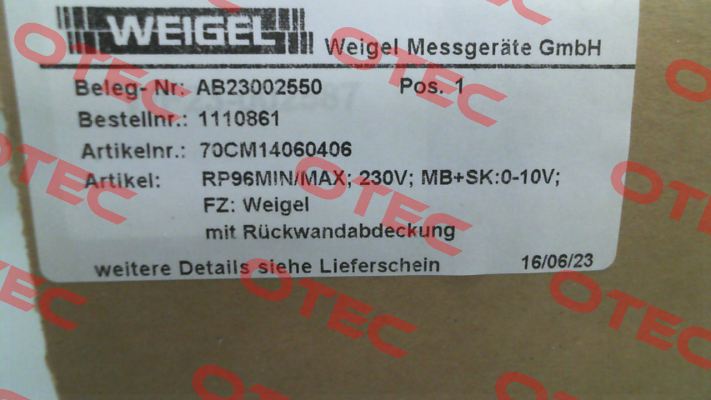 WEIGEL Weigel Messgeräte GmbH
Beleg- Nr: AB23002550 Pos. 1
Bestellnr.: 1110861
Artikelnr.: 70CM14060406
Artikel: RP96MIN/MAX; 230V; MB+SK:0-10V;
FZ: Weigel
mit Rückwandabdeckung
weitere Details siehe Lieferschein 16/06/23
OTEC